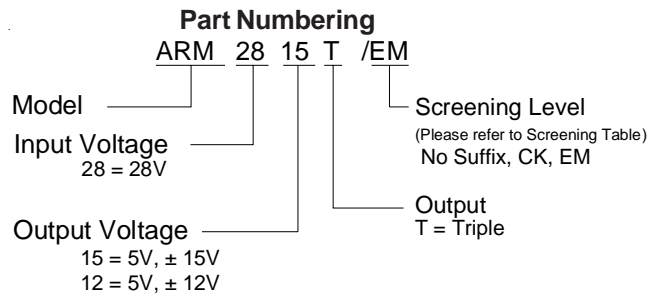 Part Numbering
ARM 28 15 T /EM
Model
Input Voltage
28 = 28V
Output Voltage
15 = 5V, ± 15V
12 = 5V, ± 12V
Screening Level
(Please refer to Screening Table)
No Suffix, CK, EM
Output
T = Triple